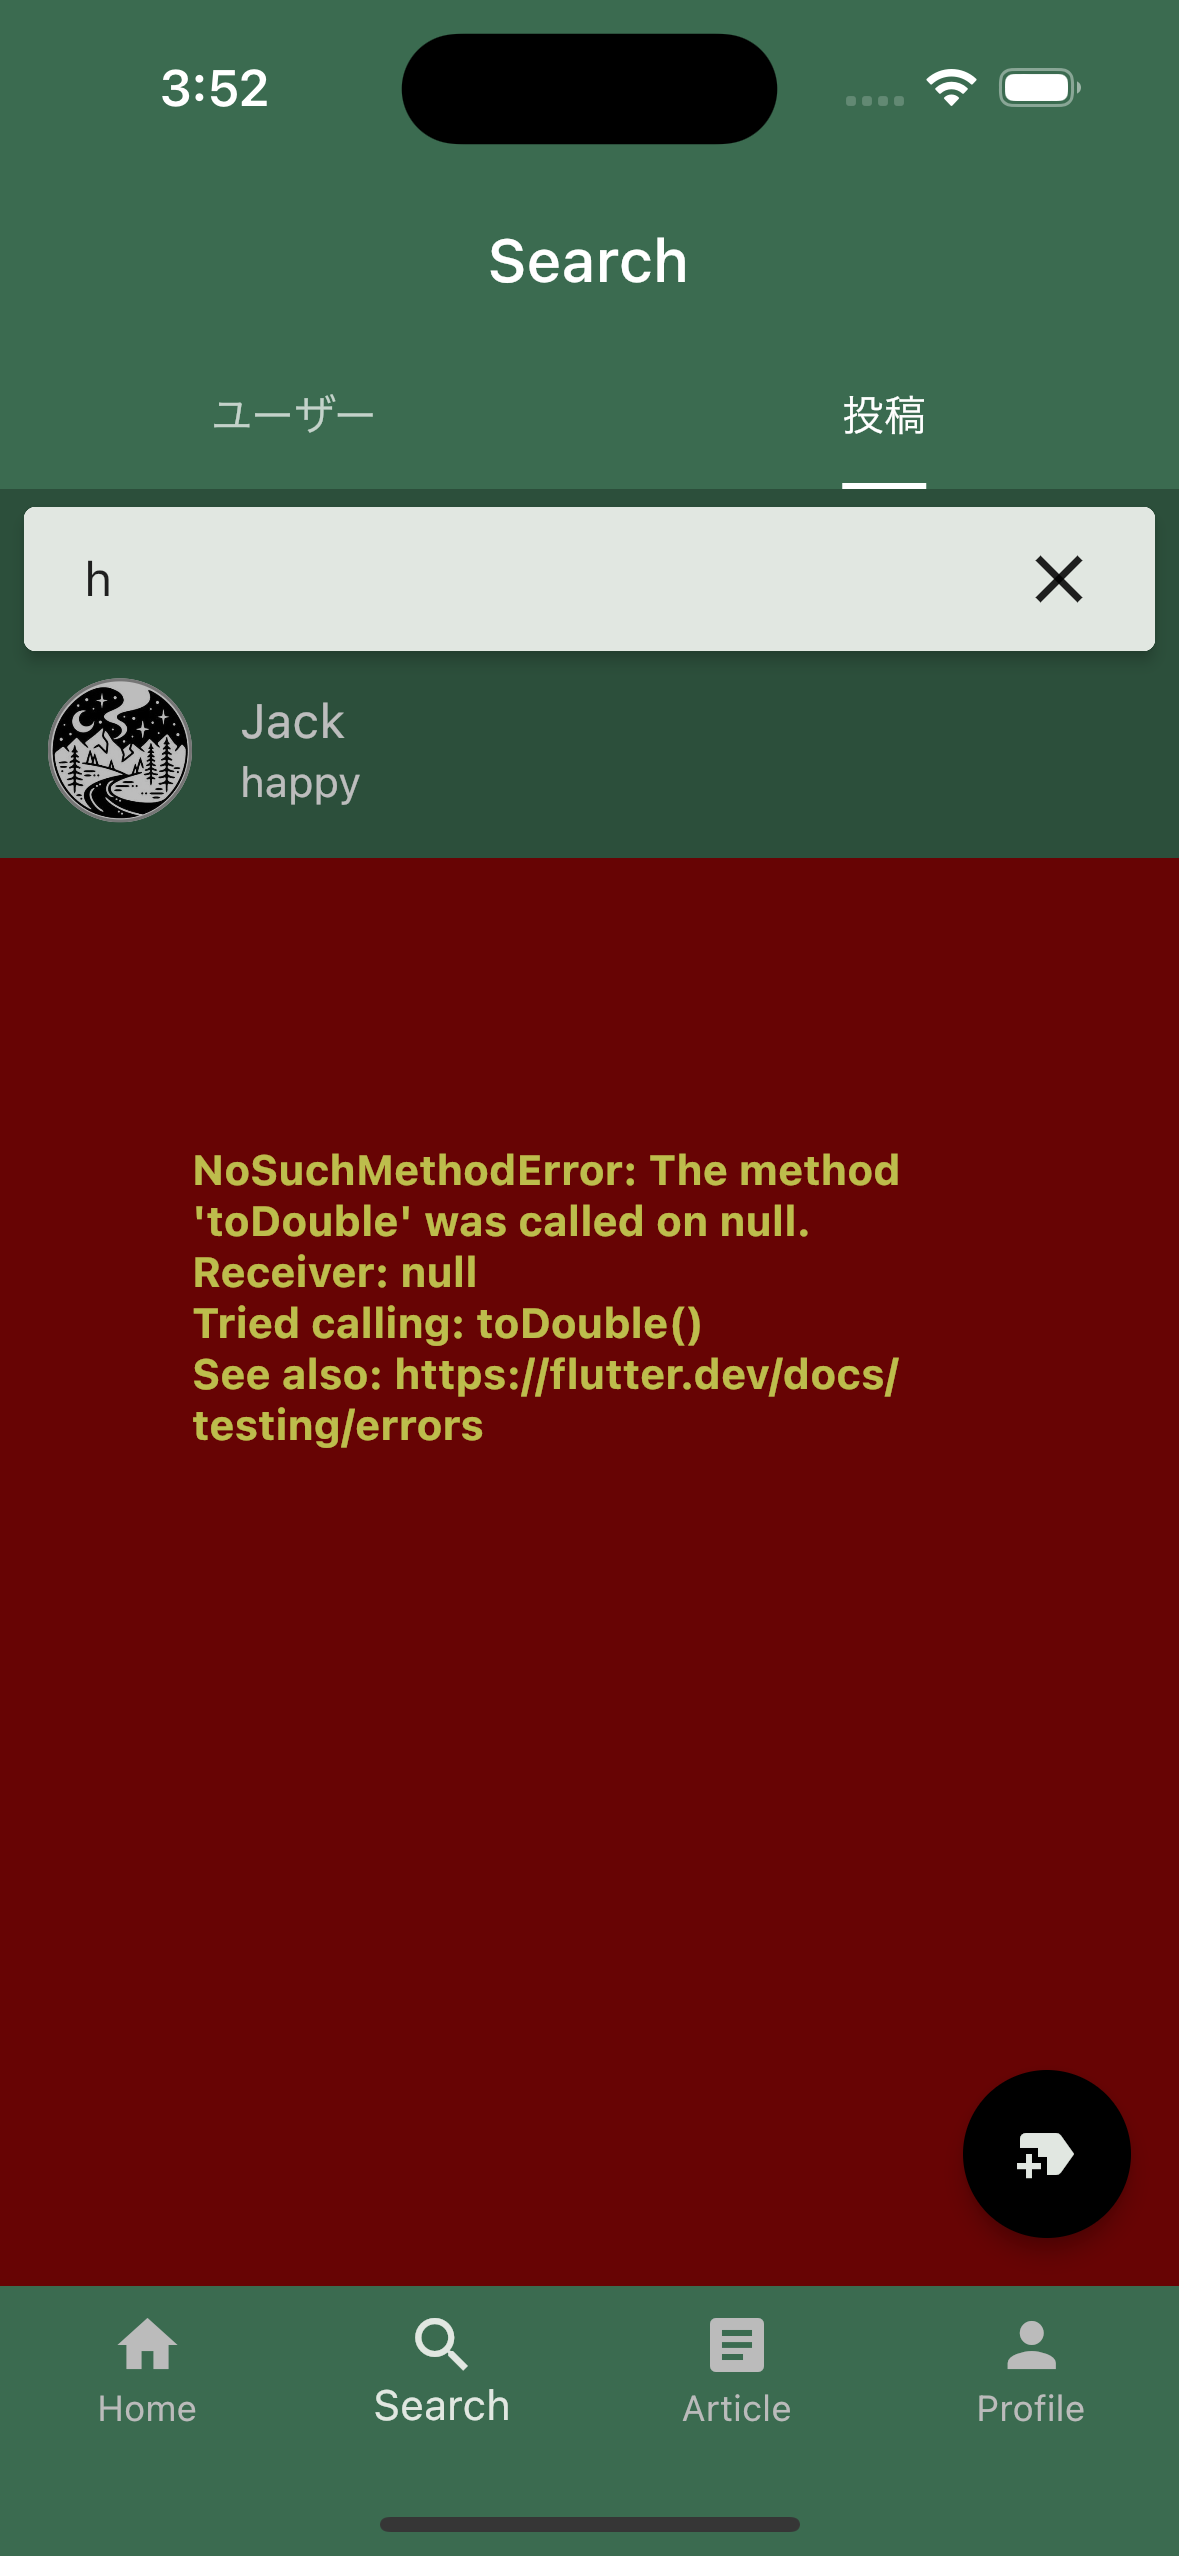 3:52
Search
ユーザー
投稿
h
Jack
happy
NoSuchMethodError: The method
'toDouble' was called on null.
Receiver: null
Tried calling: toDouble()
See also: https://flutter.dev/docs/
testing/errors
Home
Search
Article
Profile